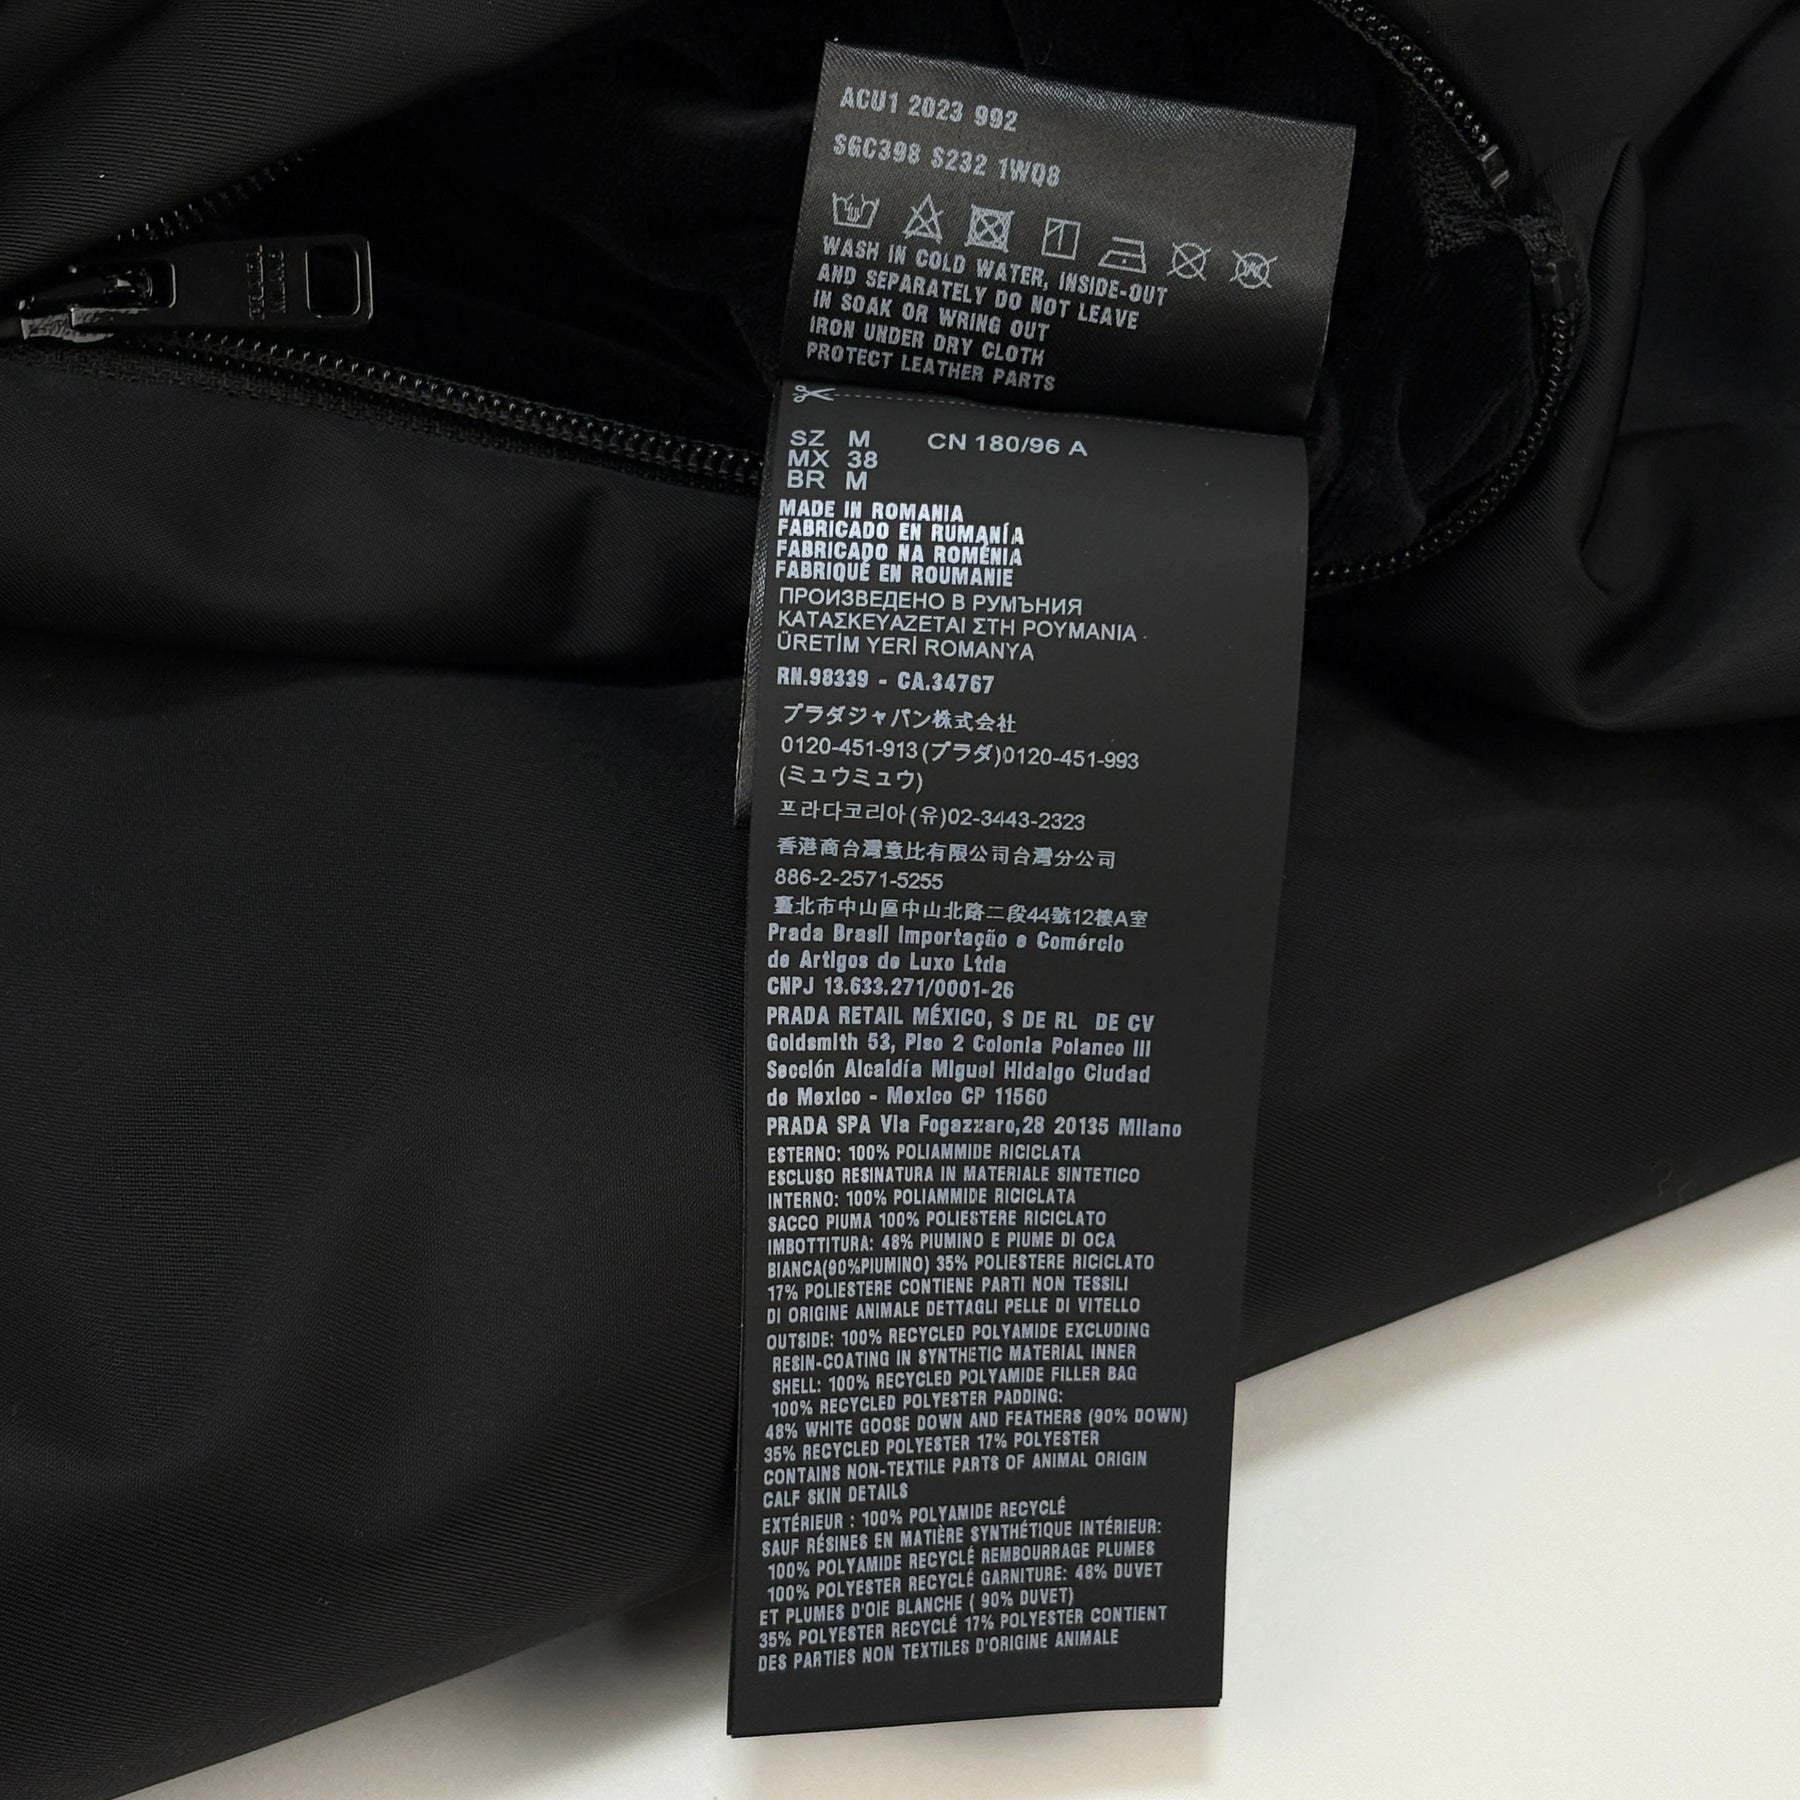 ACU1 2023 992
SGC398 S232 1WQ8
WASH IN COLD WATER, INSIDE-OUT
AND SEPARATELY DO NOT LEAVE
IN SOAK OR WRING OUT
IRON UNDER DRY CLOTH
PROTECT LEATHER PARTS
SZ M CN 180/96 A
MX 38
BR M
MADE IN ROMANIA
FABRICADO EN RUMANÍA
FABRICADO NA ROMÊNIA
FABRIQUÉ EN ROUMANIE
ПРОИЗВЕДЕНО В РУМЪНИЯ
ΚΑΤΑΣΚΕΥΑΖΕΤΑΙ ΣΤΗ ΡΟΥΜΑΝΙΑ
ÜRETİM YERİ ROMANYA
RN.98339 - CA.34767
プラダジャパン株式会社
0120-451-913(プラダ)0120-451-993
(ミュウミュウ)
프라다코리아(유)02-3443-2323
香港商台灣意比有限公司台灣分公司
886-2-2571-5255
臺北市中山區中山北路二段44號12樓A室
Prada Brasil Importação e Comércio
de Artigos de Luxo Ltda
CNPJ 13.633.271/0001-26
PRADA RETAIL MÉXICO, S DE RL DE CV
Goldsmith 53, Piso 2 Colonia Polanco III
Sección Alcaldía Miguel Hidalgo Ciudad
de Mexico - Mexico CP 11560
PRADA SPA Via Fogazzaro,28 20135 Milano
ESTERNO: 100% POLIAMMIDE RICICLATA
ESCLUSO RESINATURA IN MATERIALE SINTETICO
INTERNO: 100% POLIAMMIDE RICICLATA
SACCO PIUMA 100% POLIESTERE RICICLATO
IMBOTTITURA: 48% PIUMINO E PIUME DI OCA
BIANCA(90%PIUMINO) 35% POLIESTERE RICICLATO
17% POLIESTERE CONTIENE PARTI NON TESSILI
DI ORIGINE ANIMALE DETTAGLI PELLE DI VITELLO
OUTSIDE: 100% RECYCLED POLYAMIDE EXCLUDING
RESIN-COATING IN SYNTHETIC MATERIAL INNER
SHELL: 100% RECYCLED POLYAMIDE FILLER BAG
100% RECYCLED POLYESTER PADDING:
48% WHITE GOOSE DOWN AND FEATHERS (90% DOWN)
35% RECYCLED POLYESTER 17% POLYESTER
CONTAINS NON-TEXTILE PARTS OF ANIMAL ORIGIN
CALF SKIN DETAILS
EXTÉRIEUR : 100% POLYAMIDE RECYCLÉ
SAUF RÉSINES EN MATIÈRE SYNTHÉTIQUE INTÉRIEUR:
100% POLYAMIDE RECYCLÉ REMBOURRAGE PLUMES
100% POLYESTER RECYCLÉ GARNITURE: 48% DUVET
ET PLUMES D'OIE BLANCHE ( 90% DUVET)
35% POLYESTER RECYCLÉ 17% POLYESTER CONTIENT
DES PARTIES NON TEXTILES D'ORIGINE ANIMALE